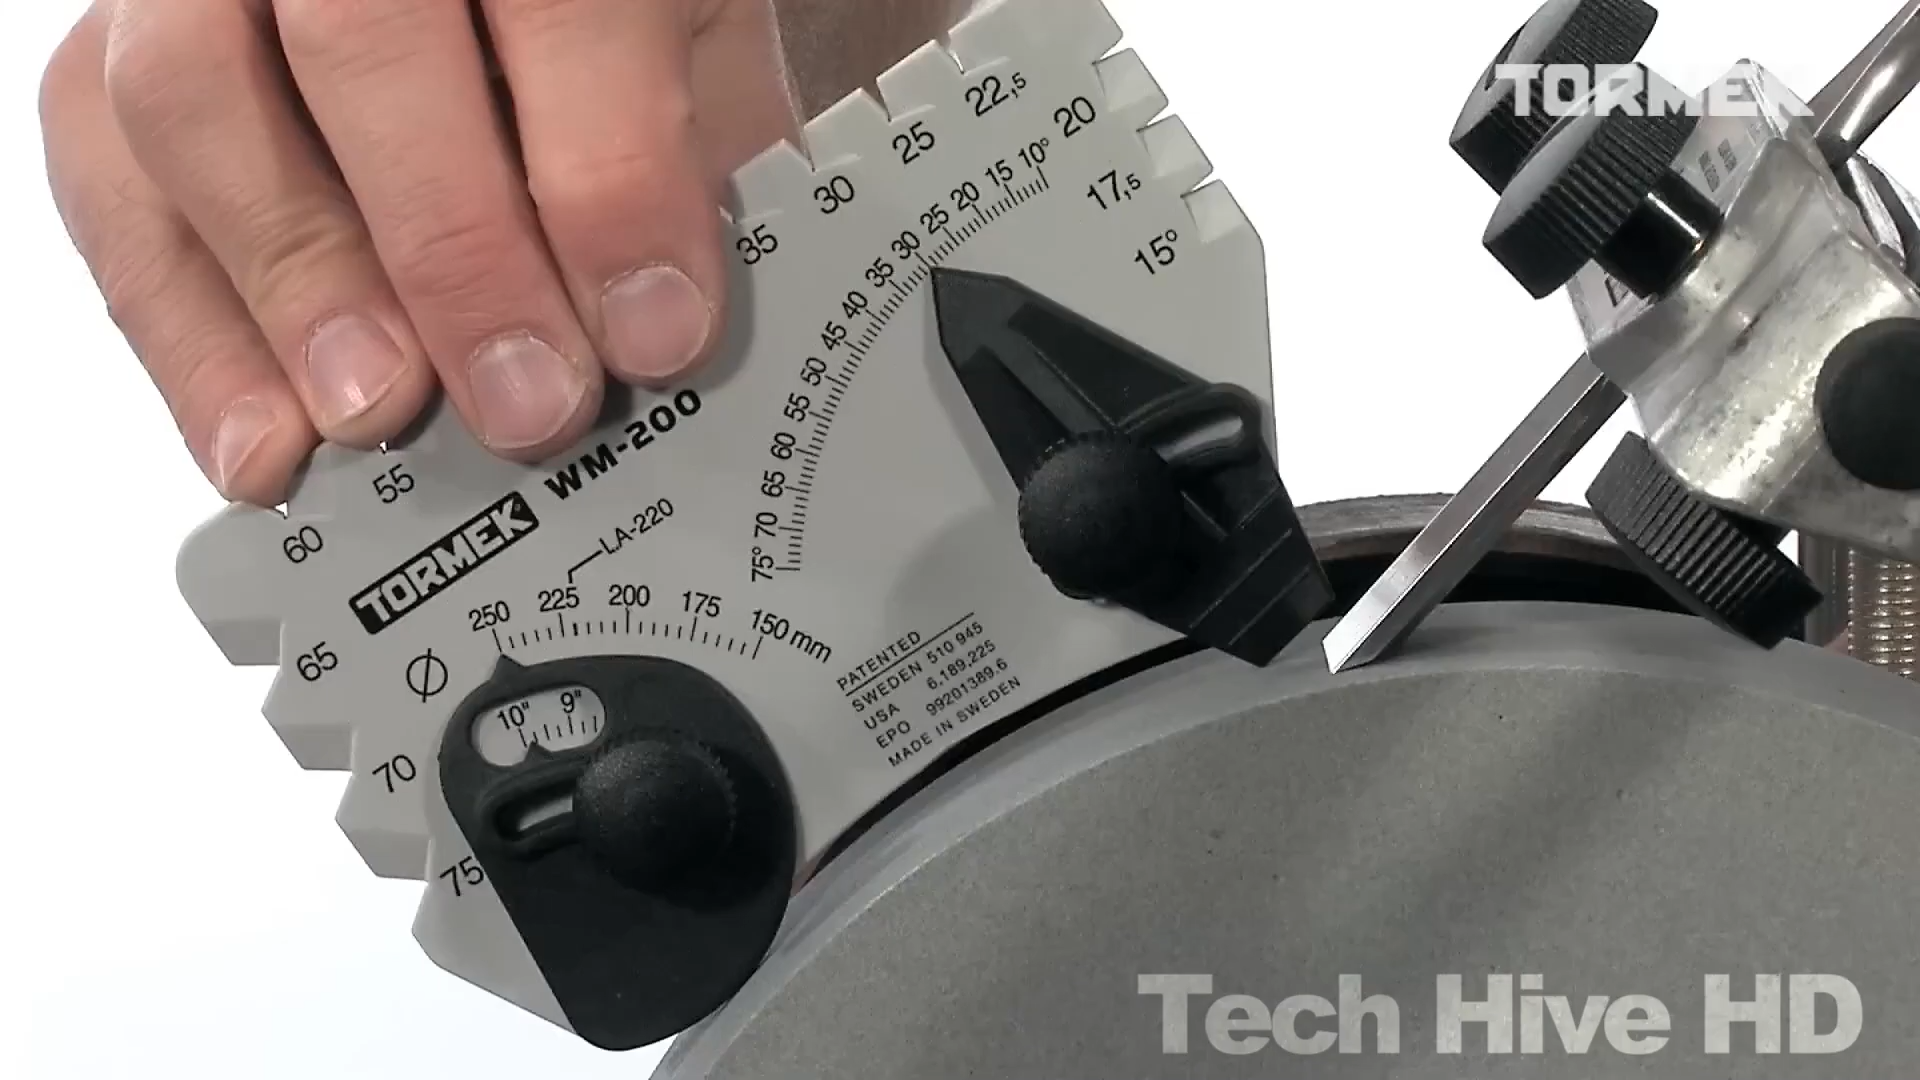 TORMEK
22,5
20
25
17,5
30
35
15°
10°
15
20
25
30
35
40
45
50
55
60
65
70
75°
55
60
65
70
75
TORMEK WM-200
LA-220
250 225 200 175 150 mm
Ø
10" 9"
PATENTED
SWEDEN 510 945
USA 6,189,225
EPO 99201389.6
MADE IN SWEDEN
Tech Hive HD